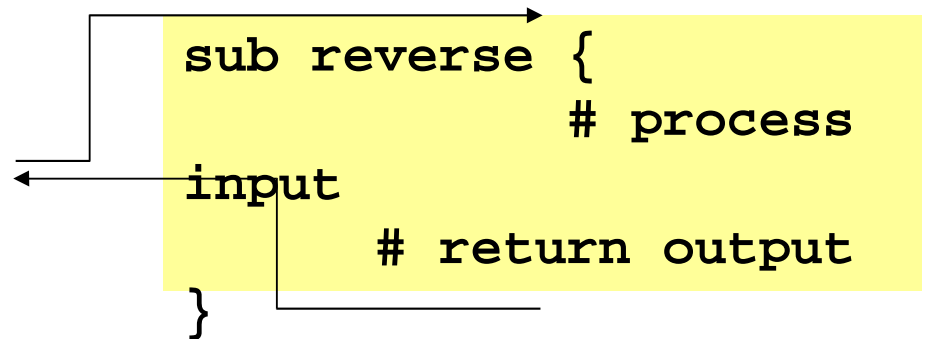 sub reverse {
# process
input
# return output
}